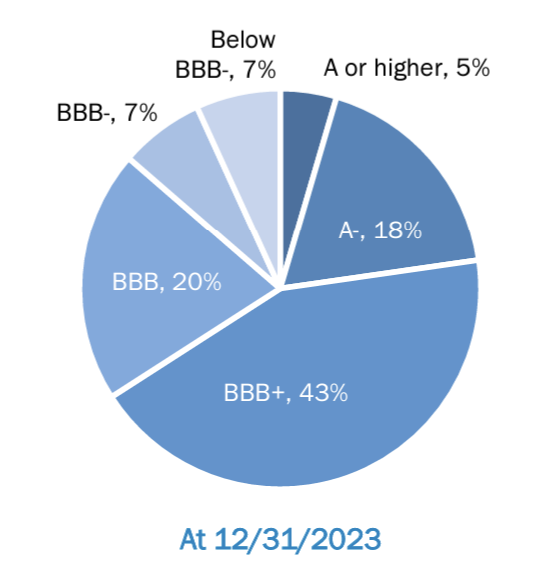 Below
BBB-, 7%
A or higher, 5%
BBB-, 7%
A-, 18%
BBB, 20%
BBB+, 43%
At 12/31/2023